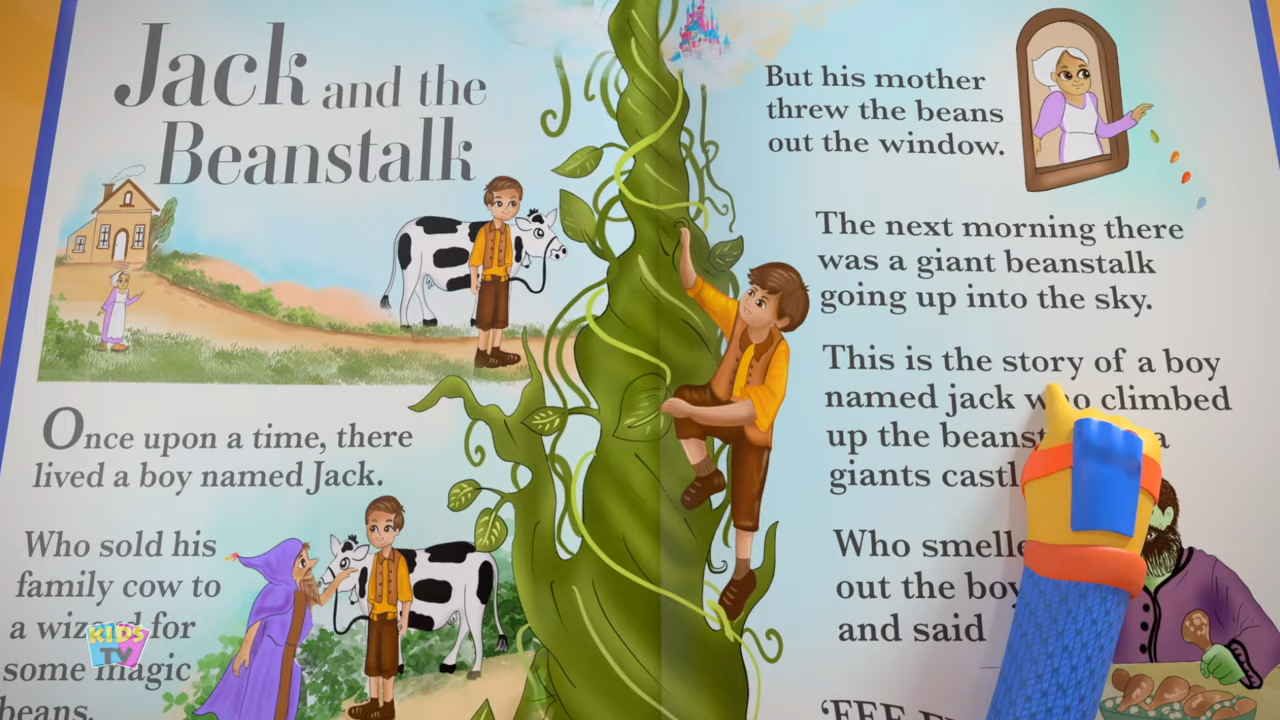 Jack and the
Beanstalk
Once upon a time, there
lived a boy named Jack.
Who sold his
family cow to
a for
some magic
beans.
But his mother
threw the beans
out the window.
The next morning there
was a giant beanstalk
going up into the sky.
This is the story of a boy
named jack climbed
up the a
giants
Who
out the boy
and said
KIDS
TV